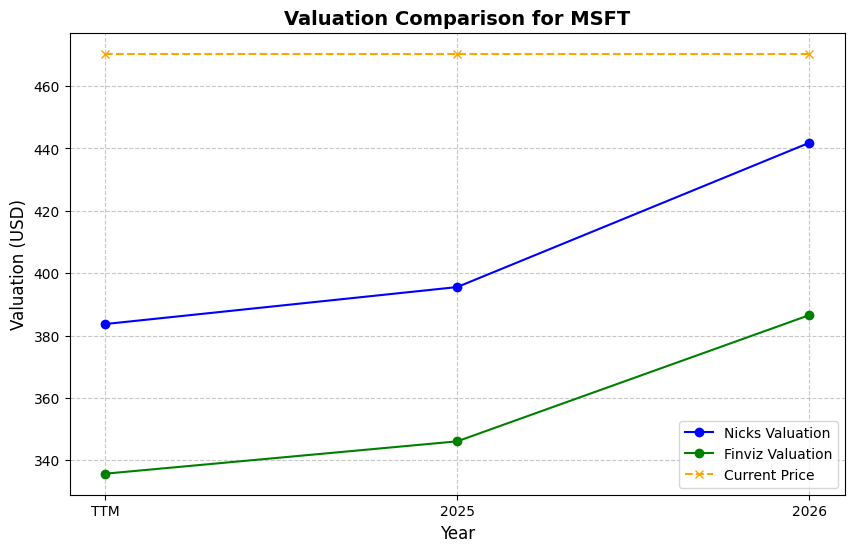 Valuation Comparison for MSFT
Valuation (USD)
460
440
420
400
380
360
340
TTM
2025
2026
Year
Nicks Valuation
Finviz Valuation
Current Price